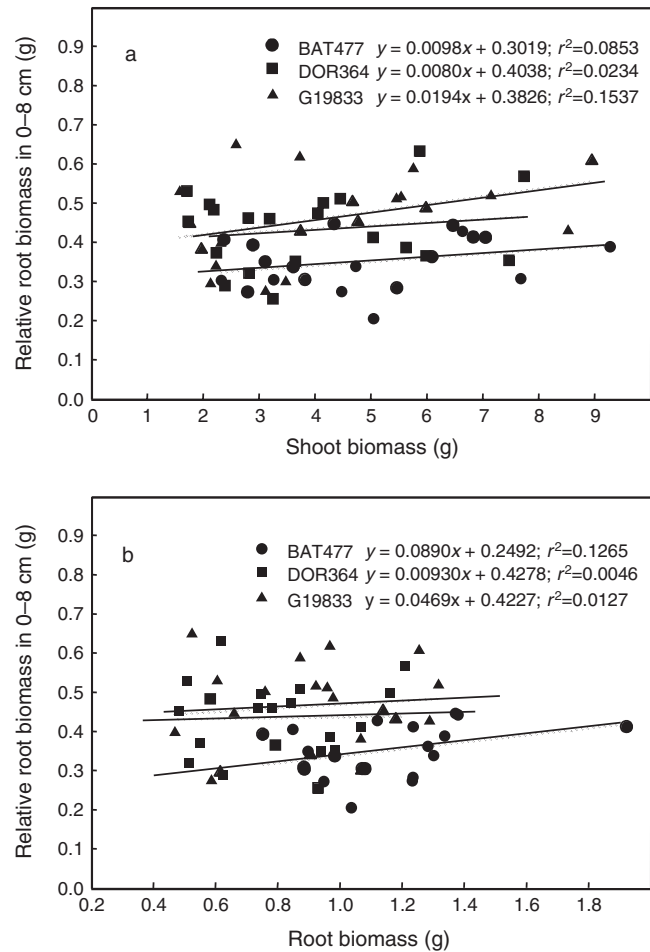 a
BAT477 y = 0.0098x + 0.3019; r²=0.0853
DOR364 y = 0.0080x + 0.4038; r²=0.0234
G19833 y = 0.0194x + 0.3826; r²=0.1537
Relative root biomass in 0–8 cm (g)
0.9
0.8
0.7
0.6
0.5
0.4
0.3
0.2
0.1
0.0
0 1 2 3 4 5 6 7 8 9
Shoot biomass (g)
b
BAT477 y = 0.0890x + 0.2492; r²=0.1265
DOR364 y = 0.00930x + 0.4278; r²=0.0046
G19833 y = 0.0469x + 0.4227; r²=0.0127
Relative root biomass in 0–8 cm (g)
0.9
0.8
0.7
0.6
0.5
0.4
0.3
0.2
0.1
0.0
0.2 0.4 0.6 0.8 1.0 1.2 1.4 1.6 1.8
Root biomass (g)